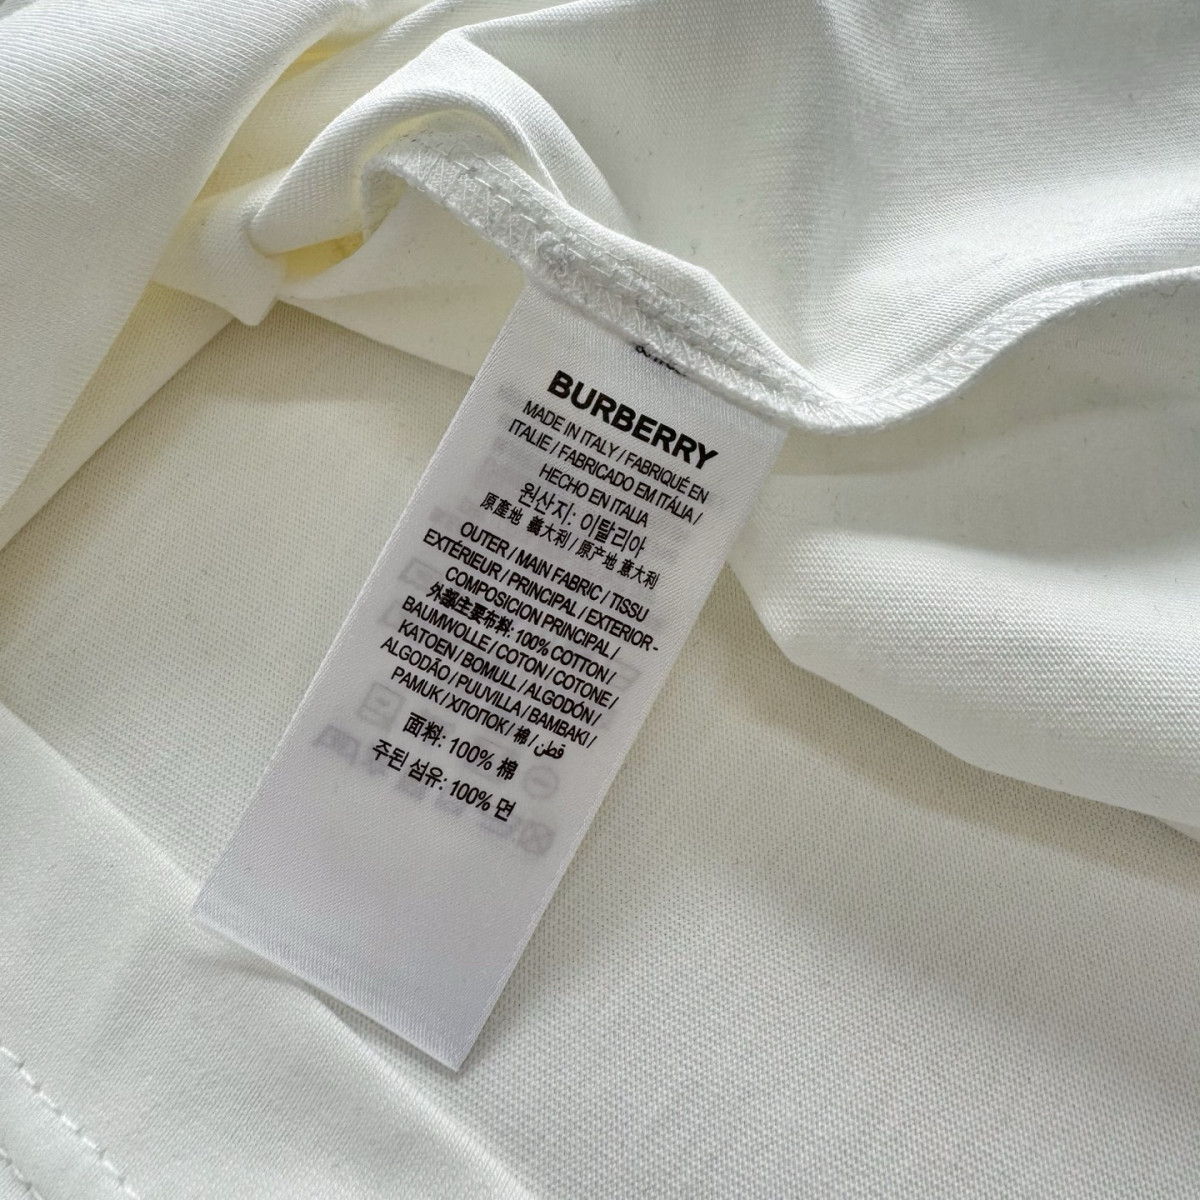 BURBERRY
MADE IN ITALY / FABRIQUÉ EN
ITALIE / FABRICADO EM ITÁLIA /
HECHO EN ITALIA
원산지: 이탈리아
原產地 義大利 / 原产地 意大利
OUTER / MAIN FABRIC / TISSU
EXTÉRIEUR / PRINCIPAL / EXTERIOR -
COMPOSICION PRINCIPAL /
外部主要布料: 100% COTTON /
BAUMWOLLE / COTON / COTONE /
KATOEN / BOMULL / ALGODÓN /
ALGODÃO / PUUVILLA / BAMBAKI /
PAMUK / ХЛОПОК / 棉 / قطن
面料: 100% 棉
주된 섬유: 100% 면